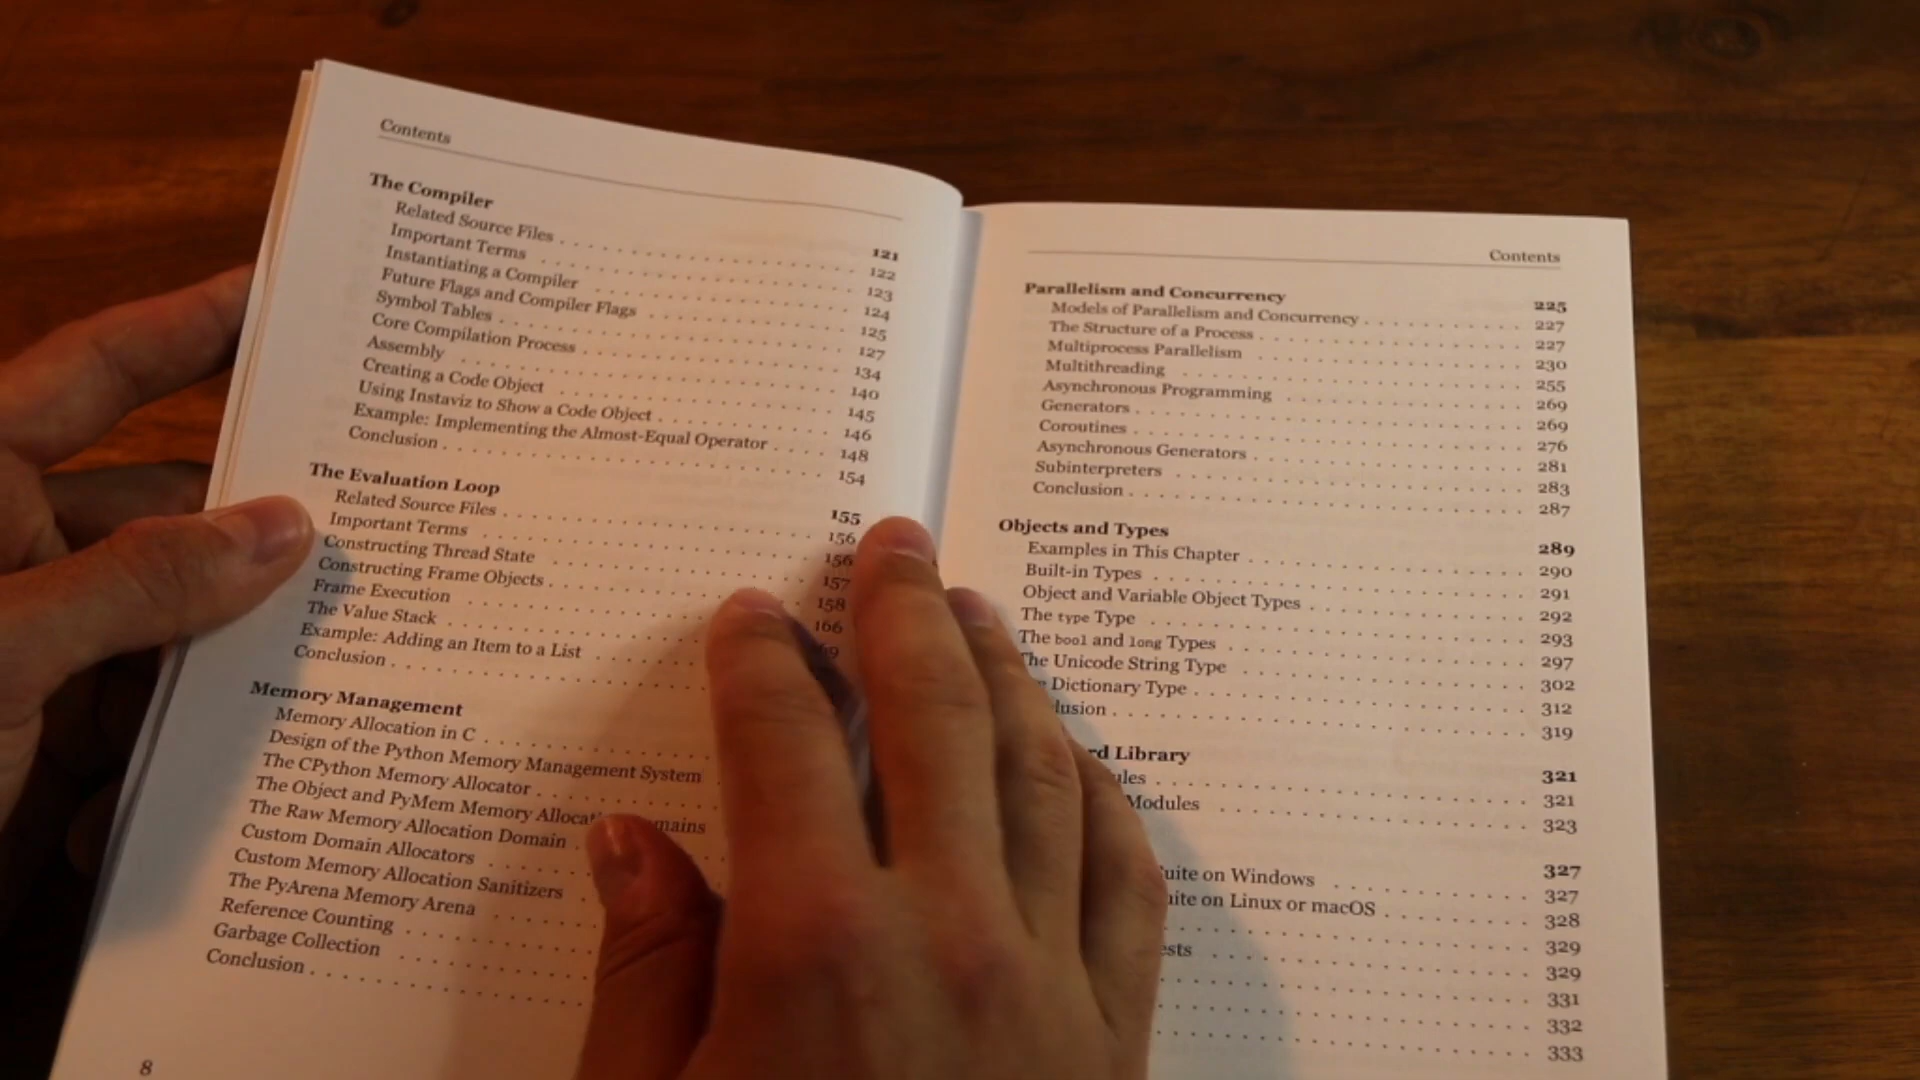 Contents
The Compiler 121
Related Source Files . . . . . . . . . . 122
Important Terms . . . . . . . . . . 123
Instantiating a Compiler . . . . . . . . . . 124
Future Flags and Compiler Flags . . . . . . . . . . 125
Symbol Tables . . . . . . . . . . 127
Core Compilation Process . . . . . . . . . . 134
Assembly . . . . . . . . . . 140
Creating a Code Object . . . . . . . . . . 145
Using Instaviz to Show a Code Object . . . . . . . . . . 146
Example: Implementing the Almost-Equal Operator . . . . 148
Conclusion . . . . . . . . . . 154
The Evaluation Loop 155
Related Source Files . . . . . . . . . . 156
Important Terms . . . . . . . . . . 156
Constructing Thread State . . . . . . . . . . 157
Constructing Frame Objects . . . . . . . . . . 158
Frame Execution . . . . . . . . . . 166
The Value Stack . . . . . . . . . .
Example: Adding an Item to a List . . . . . .
Conclusion . . . . . . . . . .
Memory Management
Memory Allocation in C . . . . . . . . . .
Design of the Python Memory Management System
The CPython Memory Allocator . . . . . . . . . .
The Object and PyMem Memory
The Raw Memory Allocation Domain .
Custom Domain Allocators . . . . . .
Custom Memory Allocation Sanitizers .
The PyArena Memory Arena . . . . . .
Reference Counting . . . . . . . . . .
Garbage Collection . . . . . . . . . .
Conclusion . . . . . . . . . .
8
Contents
Parallelism and Concurrency 225
Models of Parallelism and Concurrency . . . . . . . . . . 227
The Structure of a Process . . . . . . . . . . 227
Multiprocess Parallelism . . . . . . . . . . 230
Multithreading . . . . . . . . . . 255
Asynchronous Programming . . . . . . . . . . 269
Generators . . . . . . . . . . 269
Coroutines . . . . . . . . . . 276
Asynchronous Generators . . . . . . . . . . 281
Subinterpreters . . . . . . . . . . 283
Conclusion . . . . . . . . . . 287
Objects and Types 289
Examples in This Chapter . . . . . . . . . . 290
Built-in Types . . . . . . . . . . 291
Object and Variable Object Types . . . . . . . . . . 292
The type Type . . . . . . . . . . 293
The bool and long Types . . . . . . . . . . 297
The Unicode String Type . . . . . . . . . . 302
Dictionary Type . . . . . . . . . . 312
. . . . . . . . . . 319
Library 321
. . . . . . . . . . 321
Modules . . . . . . . . . . 323
327
on Windows . . . . . . . . . . 327
on Linux or macOS . . . . . . . . . . 328
. . . . . . . . . . 329
. . . . . . . . . . 329
. . . . . . . . . . 331
. . . . . . . . . . 332
. . . . . . . . . . 333